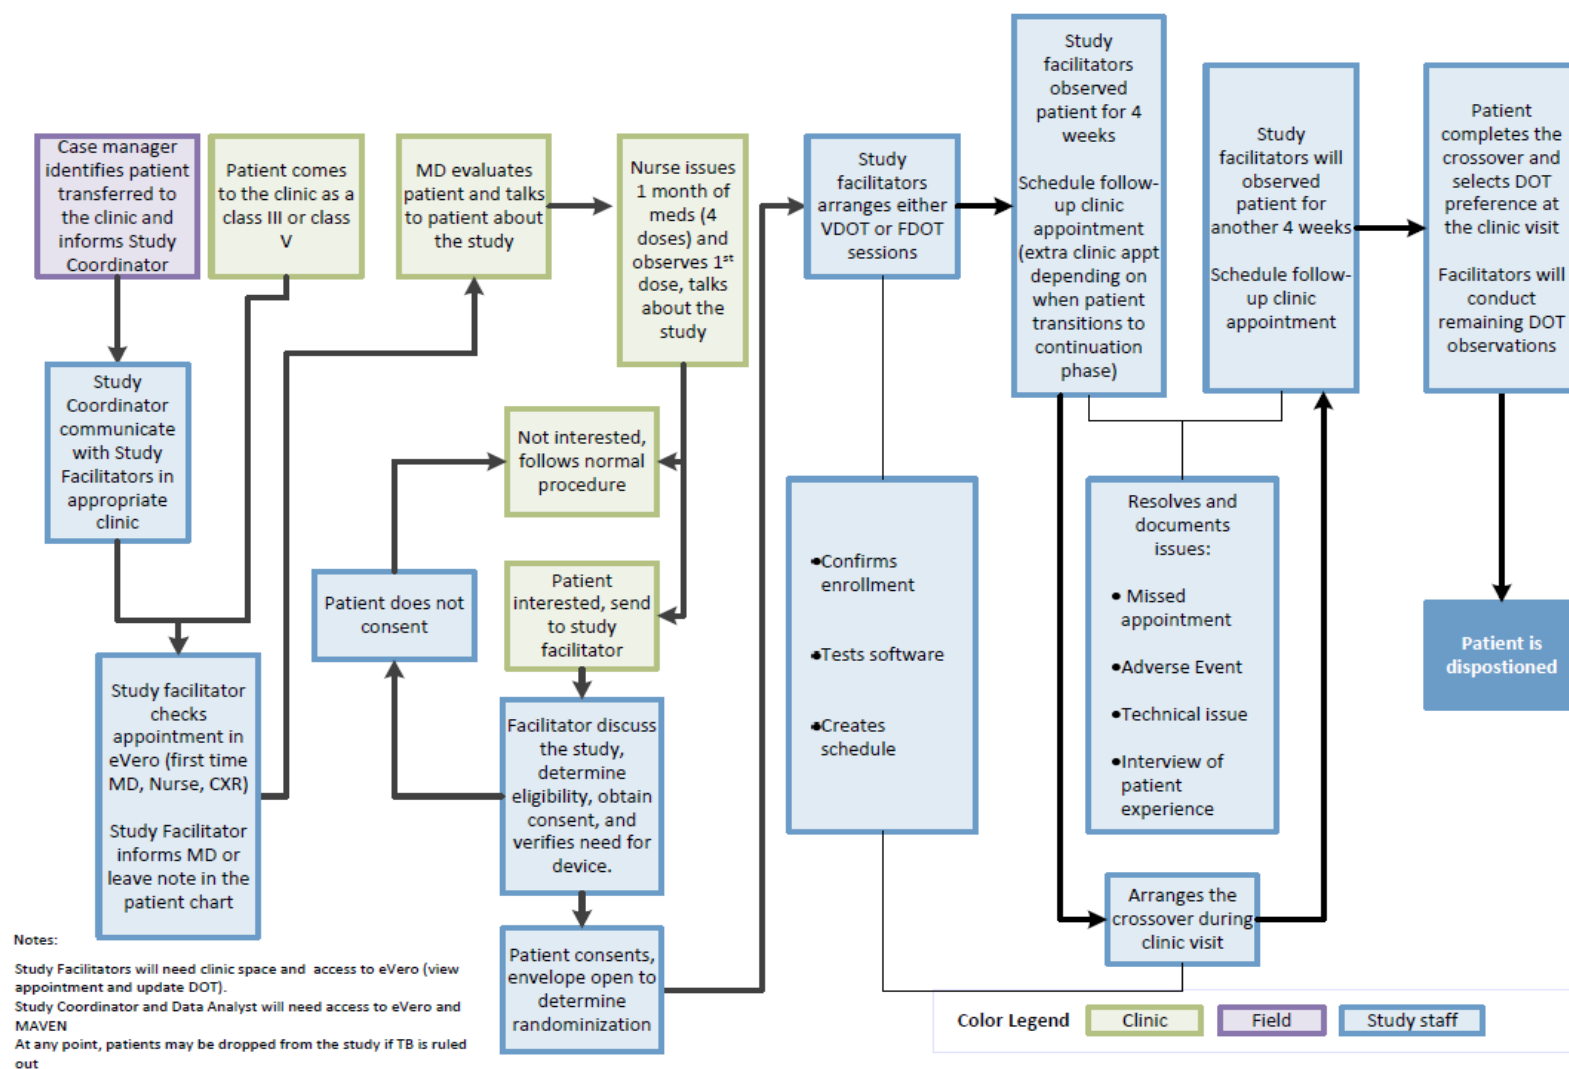 Case manager
identifies patient
transferred to
the clinic and
informs Study
Coordinator
Patient comes
to the clinic as a
class III or class
V
MD evaluates
patient and talks
to patient about
the study
Nurse issues
1 month of
meds (4
doses) and
observes 1st
dose, talks
about the
study
Study
facilitators
arranges either
VDOT or FDOT
sessions
Study
facilitators
observed
patient for 4
weeks
Schedule follow-
up clinic
appointment
(extra clinic appt
depending on
when patient
transitions to
continuation
phase)
Study
facilitators will
observed
patient for
another 4 weeks
Schedule follow-
up clinic
appointment
Patient
completes the
crossover and
selects DOT
preference at
the clinic visit
Facilitators will
conduct
remaining DOT
observations
Study
Coordinator
communicate
with Study
Facilitators in
appropriate
clinic
Not interested,
follows normal
procedure
Patient does not
consent
Patient
interested, send
to study
facilitator
•Confirms
enrollment
•Tests software
•Creates
schedule
Resolves and
documents
issues:
• Missed
appointment
•Adverse Event
•Technical issue
•Interview of
patient
experience
Patient is
dispostioned
Study facilitator
checks
appointment in
eVero (first time
MD, Nurse, CXR)
Study Facilitator
informs MD or
leave note in the
patient chart
Facilitator discuss
the study,
determine
eligibility, obtain
consent, and
verifies need for
device.
Patient consents,
envelope open to
determine
randominization
Arranges the
crossover during
clinic visit
Notes:
Study Facilitators will need clinic space and access to eVero (view
appointment and update DOT).
Study Coordinator and Data Analyst will need access to eVero and
MAVEN
At any point, patients may be dropped from the study if TB is ruled
out
Color Legend
Clinic
Field
Study staff